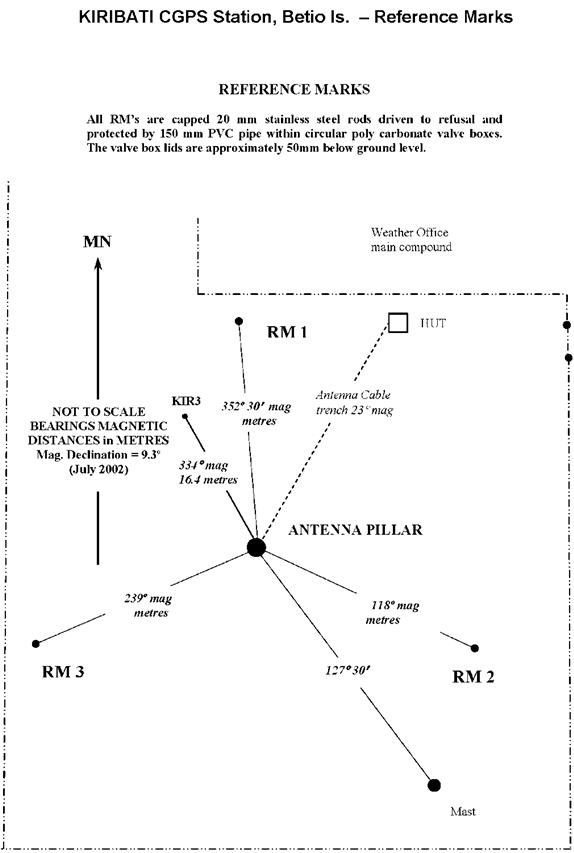 KIRIBATI CGPS Station, Betio Is.  – Reference Marks
REFERENCE MARKS
All RM's are capped 20 mm stainless steel rods driven to refusal and
protected by 150 mm PVC pipe within circular poly carbonate valve boxes.
The valve box lids are approximately 50mm below ground level.
Weather Office
main compound
MN
RM 1
HUT
KIR3
352° 30′ mag
metres
Antenna Cable
trench 23° mag
NOT TO SCALE
BEARINGS MAGNETIC
DISTANCES in METRES
Mag. Declination = 9.3°
(July 2002)
334° mag
16.4 metres
ANTENNA PILLAR
239° mag
metres
118° mag
metres
RM 3
127° 30′
RM 2
Mast